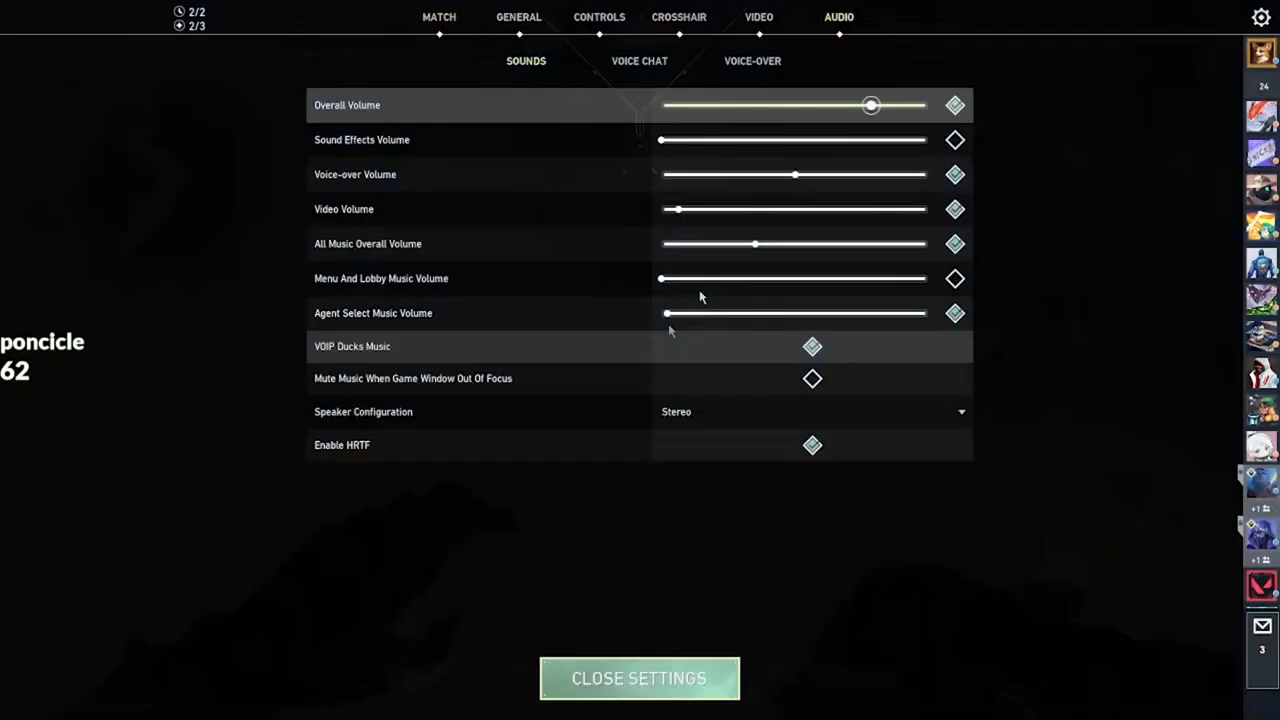 2/2
2/3
MATCH
GENERAL
CONTROLS
CROSSHAIR
VIDEO
AUDIO
SOUNDS
VOICE CHAT
VOICE-OVER
Overall Volume
Sound Effects Volume
Voice-over Volume
Video Volume
All Music Overall Volume
Menu And Lobby Music Volume
Agent Select Music Volume
VOIP Ducks Music
Mute Music When Game Window Out Of Focus
Speaker Configuration Stereo
Enable HRTF
CLOSE SETTINGS
poncicle
62
24
+1
+1
3